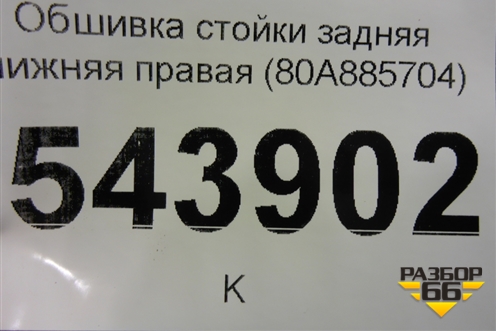 Обшивка стойки задняя
нижняя правая (80A885704)
543902
К
РАЗБОР
66